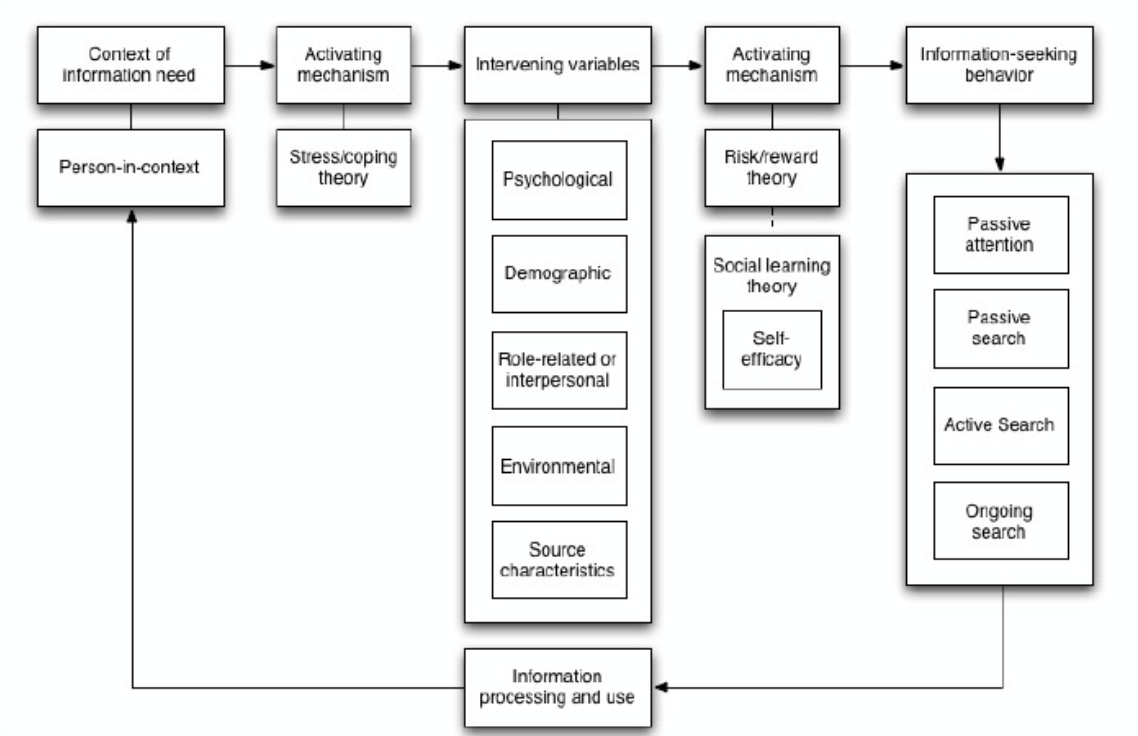 Context of
information need
Activating
mechanism
Intervening variables
Activating
mechanism
Information-seeking
behavior
Person-in-context
Stress/coping
theory
Psychological
Demographic
Role-related or
interpersonal
Environmental
Source
characteristics
Risk/reward
theory
Social learning
theory
Self-
efficacy
Passive
attention
Passive
search
Active Search
Ongoing
search
Information
processing and use